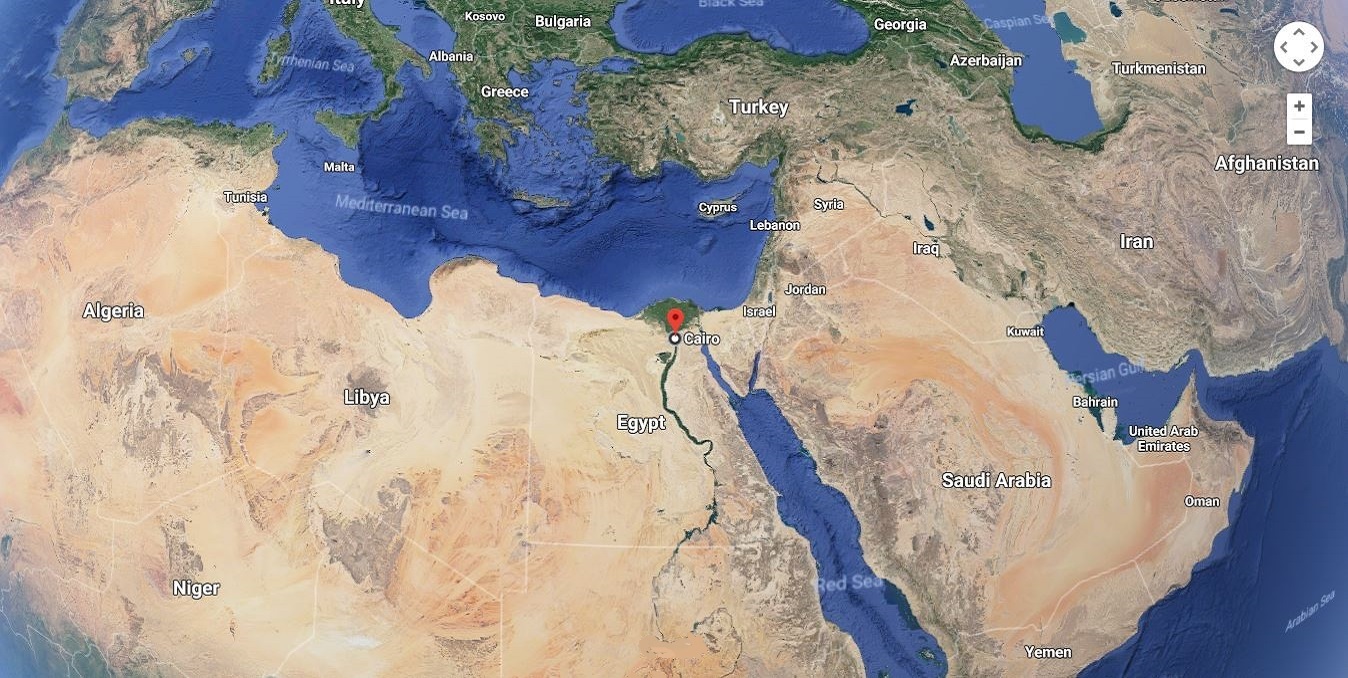 Italy
Kosovo
Bulgaria
Black Sea
Georgia
Caspian Sea
Albania
Tyrrhenian Sea
Azerbaijan
Turkmenistan
Greece
Turkey
Malta
Afghanistan
Tunisia
Mediterranean Sea
Cyprus
Syria
Lebanon
Iraq
Iran
Jordan
Algeria
Israel
Kuwait
Cairo
Persian Gulf
Libya
Bahrain
Egypt
United Arab
Emirates
Saudi Arabia
Oman
Niger
Red Sea
Arabian Sea
Yemen